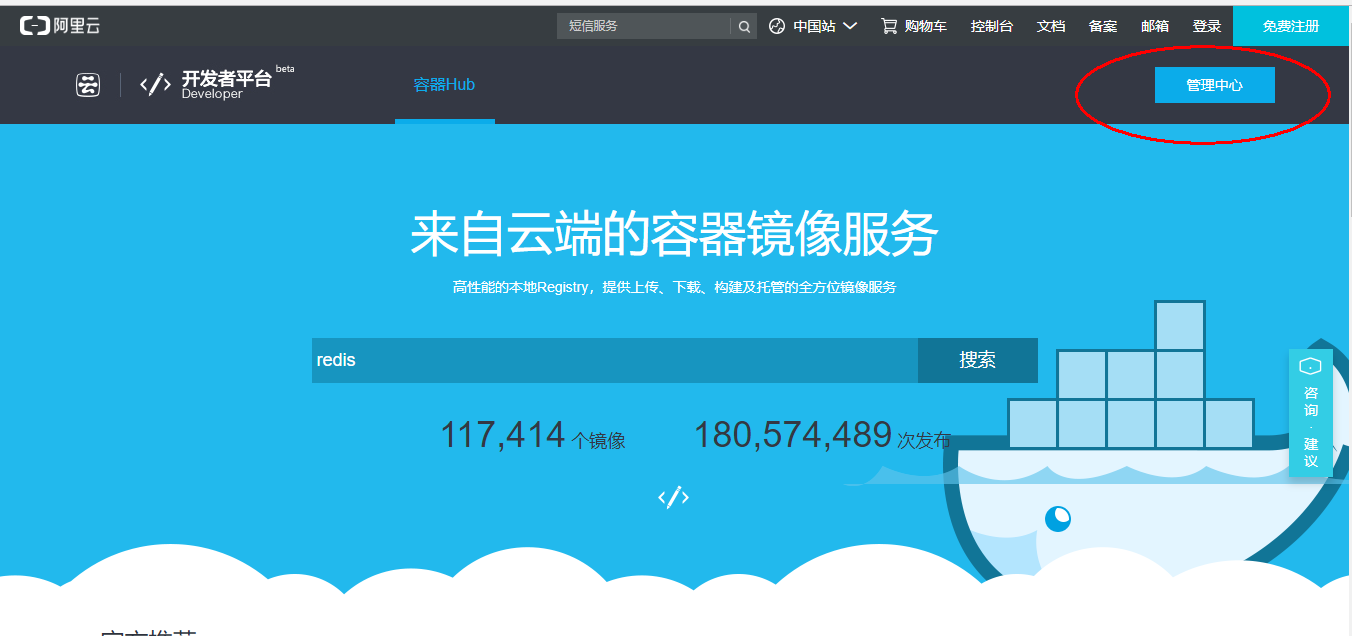 阿里云
短信服务
中国站
购物车
控制台
文档
备案
邮箱
登录
免费注册
开发者平台 beta
Developer
容器Hub
管理中心
来自云端的容器镜像服务
高性能的本地Registry，提供上传、下载、构建及托管的全方位镜像服务
redis
搜索
117,414 个镜像
180,574,489 次发布
咨询·建议
官方推荐